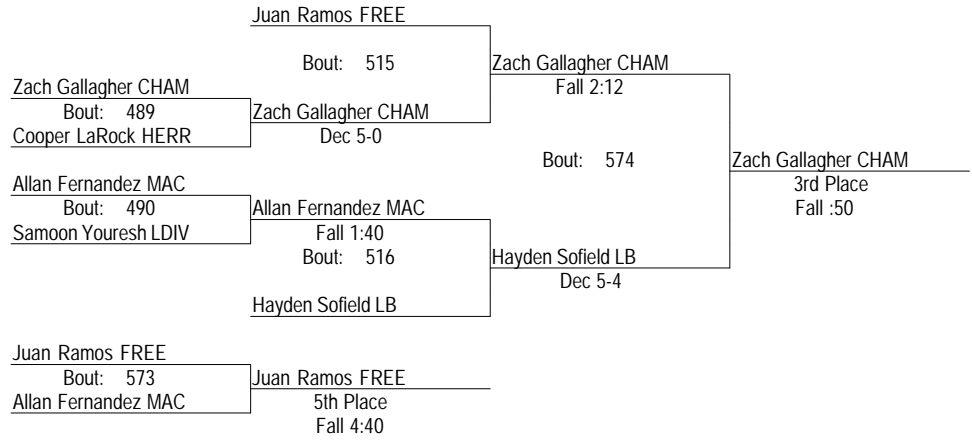 Juan Ramos FREE
Bout: 515
Zach Gallagher CHAM
Fall 2:12
Zach Gallagher CHAM
Bout: 489
Cooper LaRock HERR
Zach Gallagher CHAM
Dec 5-0
Bout: 574
Zach Gallagher CHAM
3rd Place
Fall :50
Allan Fernandez MAC
Bout: 490
Samoon Youresh LDIV
Allan Fernandez MAC
Fall 1:40
Bout: 516
Hayden Sofield LB
Dec 5-4
Hayden Sofield LB
Juan Ramos FREE
Bout: 573
Allan Fernandez MAC
Juan Ramos FREE
5th Place
Fall 4:40